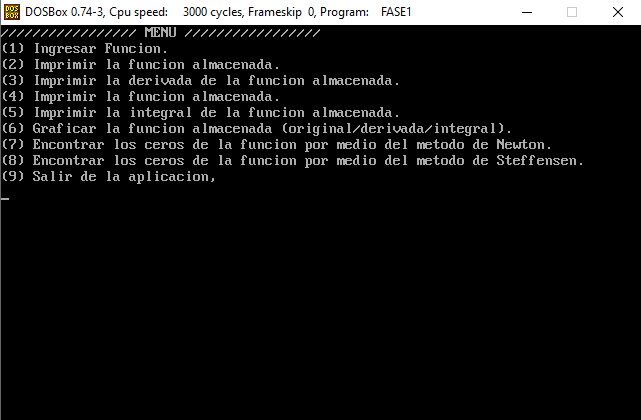 DOSBox 0.74-3, Cpu speed: 3000 cycles, Frameskip 0, Program: FASE1
///////////////// MENU /////////////////
(1) Ingresar Funcion.
(2) Imprimir la funcion almacenada.
(3) Imprimir la derivada de la funcion almacenada.
(4) Imprimir la funcion almacenada.
(5) Imprimir la integral de la funcion almacenada.
(6) Graficar la funcion almacenada (original/derivada/integral).
(7) Encontrar los ceros de la funcion por medio del metodo de Newton.
(8) Encontrar los ceros de la funcion por medio del metodo de Steffensen.
(9) Salir de la aplicacion,